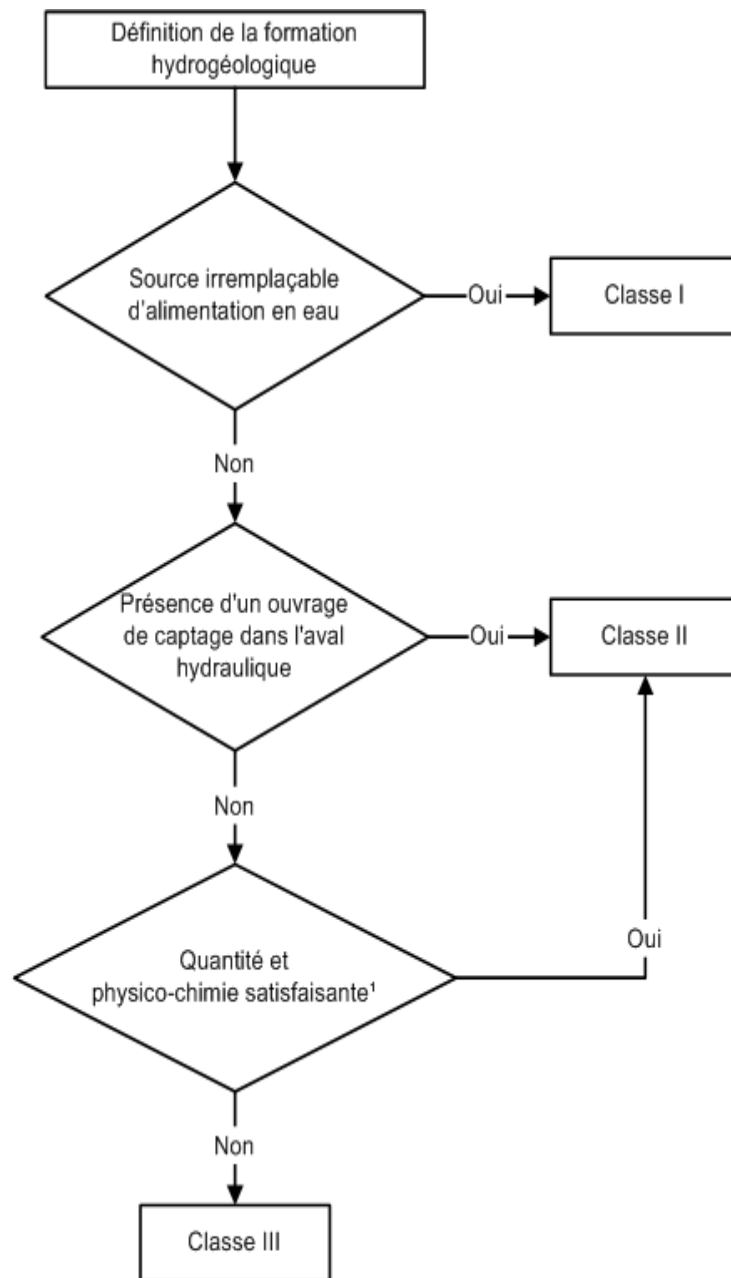 Définition de la formation
hydrogéologique
Source irremplaçable
d'alimentation en eau
Oui
Classe I
Non
Présence d'un ouvrage
de captage dans l'aval
hydraulique
Oui
Classe II
Non
Quantité et
physico-chimie satisfaisante¹
Oui
Non
Classe III